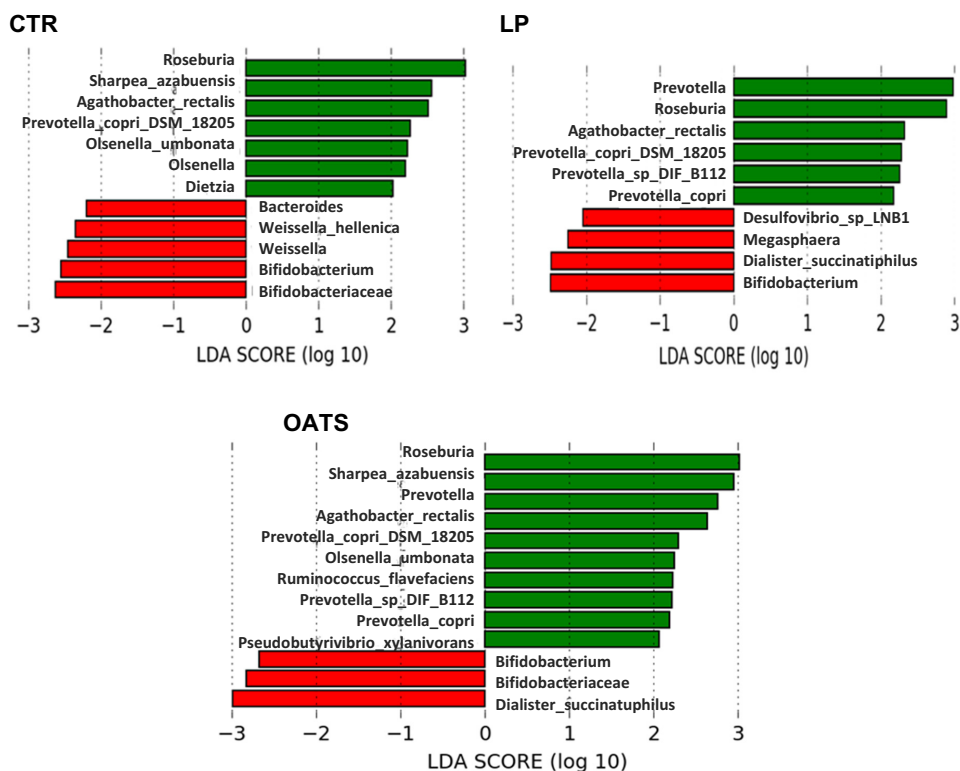 CTR
Roseburia
Sharpea_azabuensis
Agathobacter_rectalis
Prevotella_copri_DSM_18205
Olsenella_umbonata
Olsenella
Dietzia
Bacteroides
Weissella_hellenica
Weissella
Bifidobacterium
Bifidobacteriaceae
−3 −2 −1 0 1 2 3
LDA SCORE (log 10)
LP
Prevotella
Roseburia
Agathobacter_rectalis
Prevotella_copri_DSM_18205
Prevotella_sp_DIF_B112
Prevotella_copri
Desulfovibrio_sp_LNB1
Megasphaera
Dialister_succinatiphilus
Bifidobacterium
−3 −2 −1 0 1 2 3
LDA SCORE (log 10)
OATS
Roseburia
Sharpea_azabuensis
Prevotella
Agathobacter_rectalis
Prevotella_copri_DSM_18205
Olsenella_umbonata
Ruminococcus_flavefaciens
Prevotella_sp_DIF_B112
Prevotella_copri
Pseudobutyrivibrio_xylanivorans
Bifidobacterium
Bifidobacteriaceae
Dialister_succinatuphilus
−3 −2 −1 0 1 2 3
LDA SCORE (log 10)